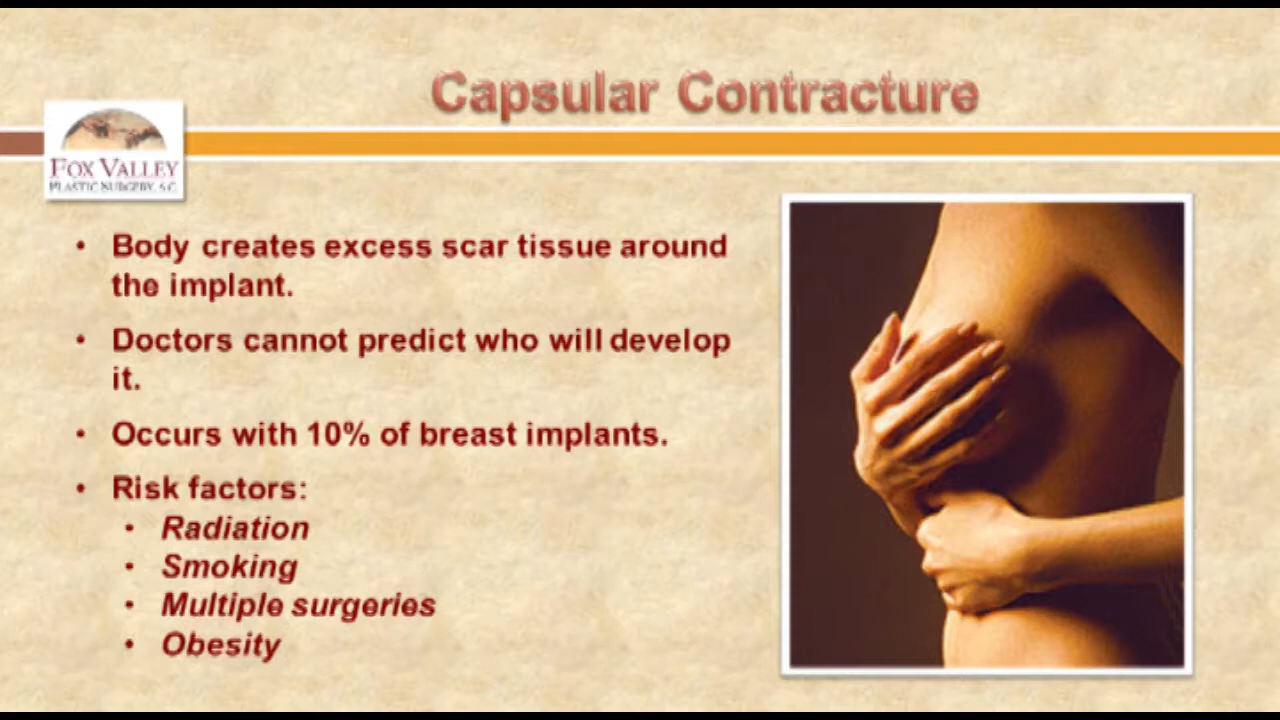 Capsular Contracture
FOX VALLEY
PLASTIC SURGERY, S.C.
• Body creates excess scar tissue around
the implant.
• Doctors cannot predict who will develop
it.
• Occurs with 10% of breast implants.
• Risk factors:
• Radiation
• Smoking
• Multiple surgeries
• Obesity